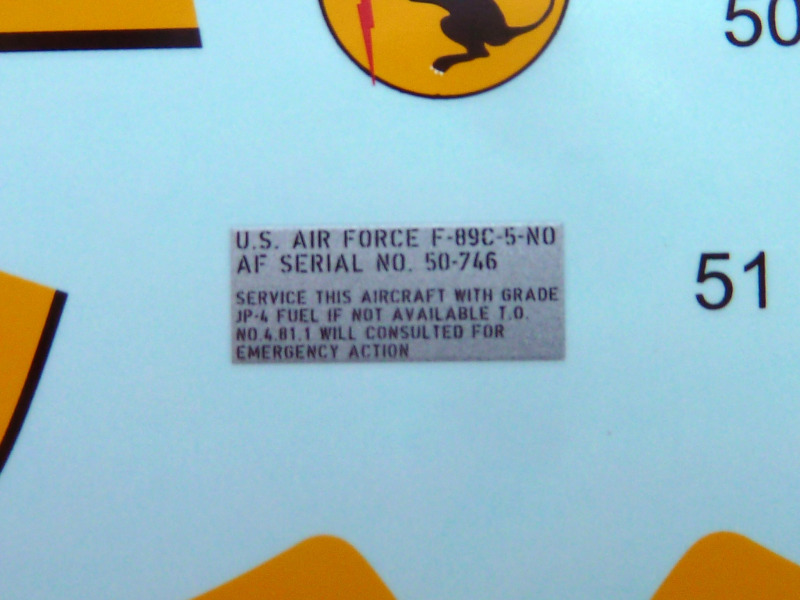 50
U.S. AIR FORCE F-89C-5-NO
AF SERIAL NO. 50-746
SERVICE THIS AIRCRAFT WITH GRADE
JP-4 FUEL IF NOT AVAILABLE T.O.
NO.4.81.1 WILL CONSULTED FOR
EMERGENCY ACTION
51